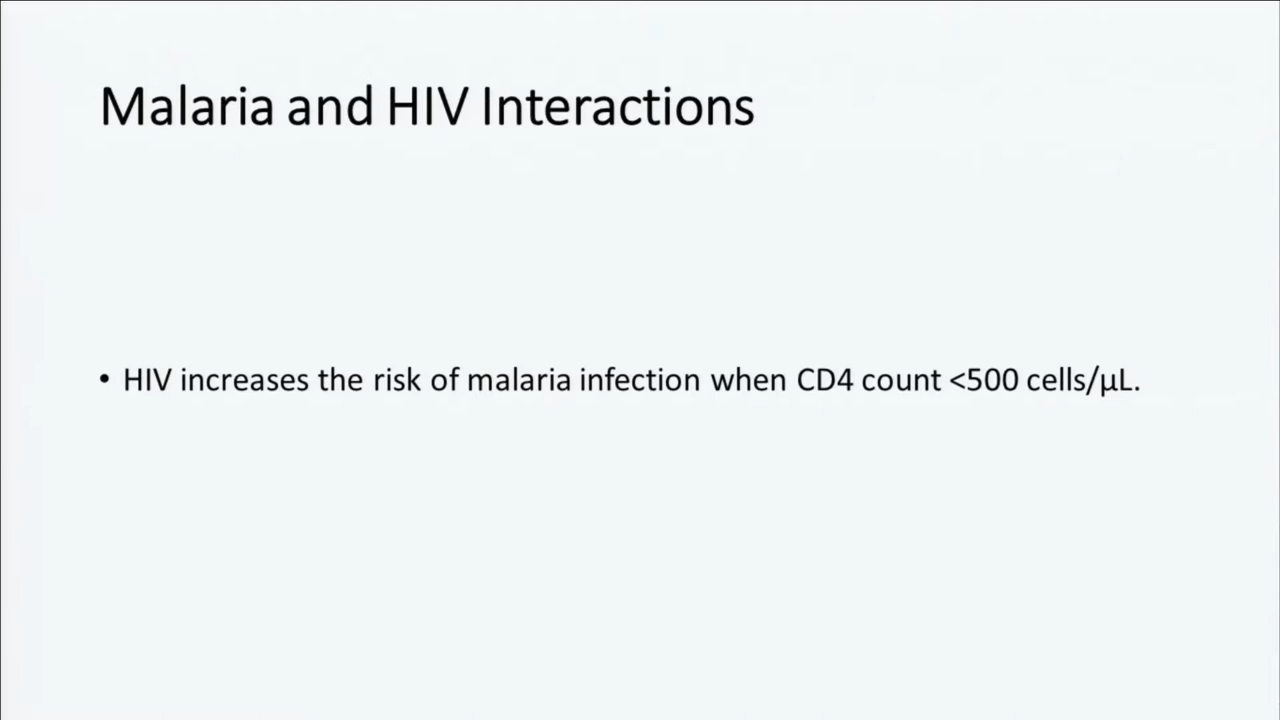 Malaria and HIV Interactions
• HIV increases the risk of malaria infection when CD4 count <500 cells/µL.